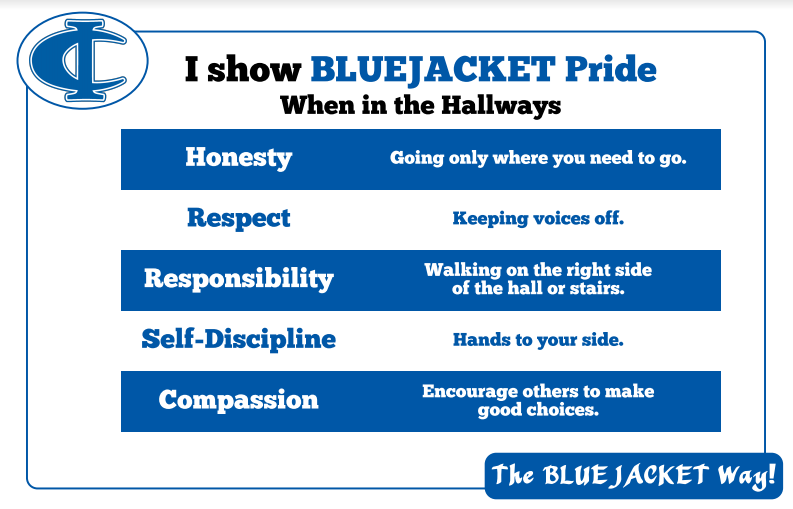 I show BLUEJACKET Pride
When in the Hallways
Honesty
Going only where you need to go.
Respect
Keeping voices off.
Responsibility
Walking on the right side
of the hall or stairs.
Self-Discipline
Hands to your side.
Compassion
Encourage others to make
good choices.
The BLUEJACKET Way!